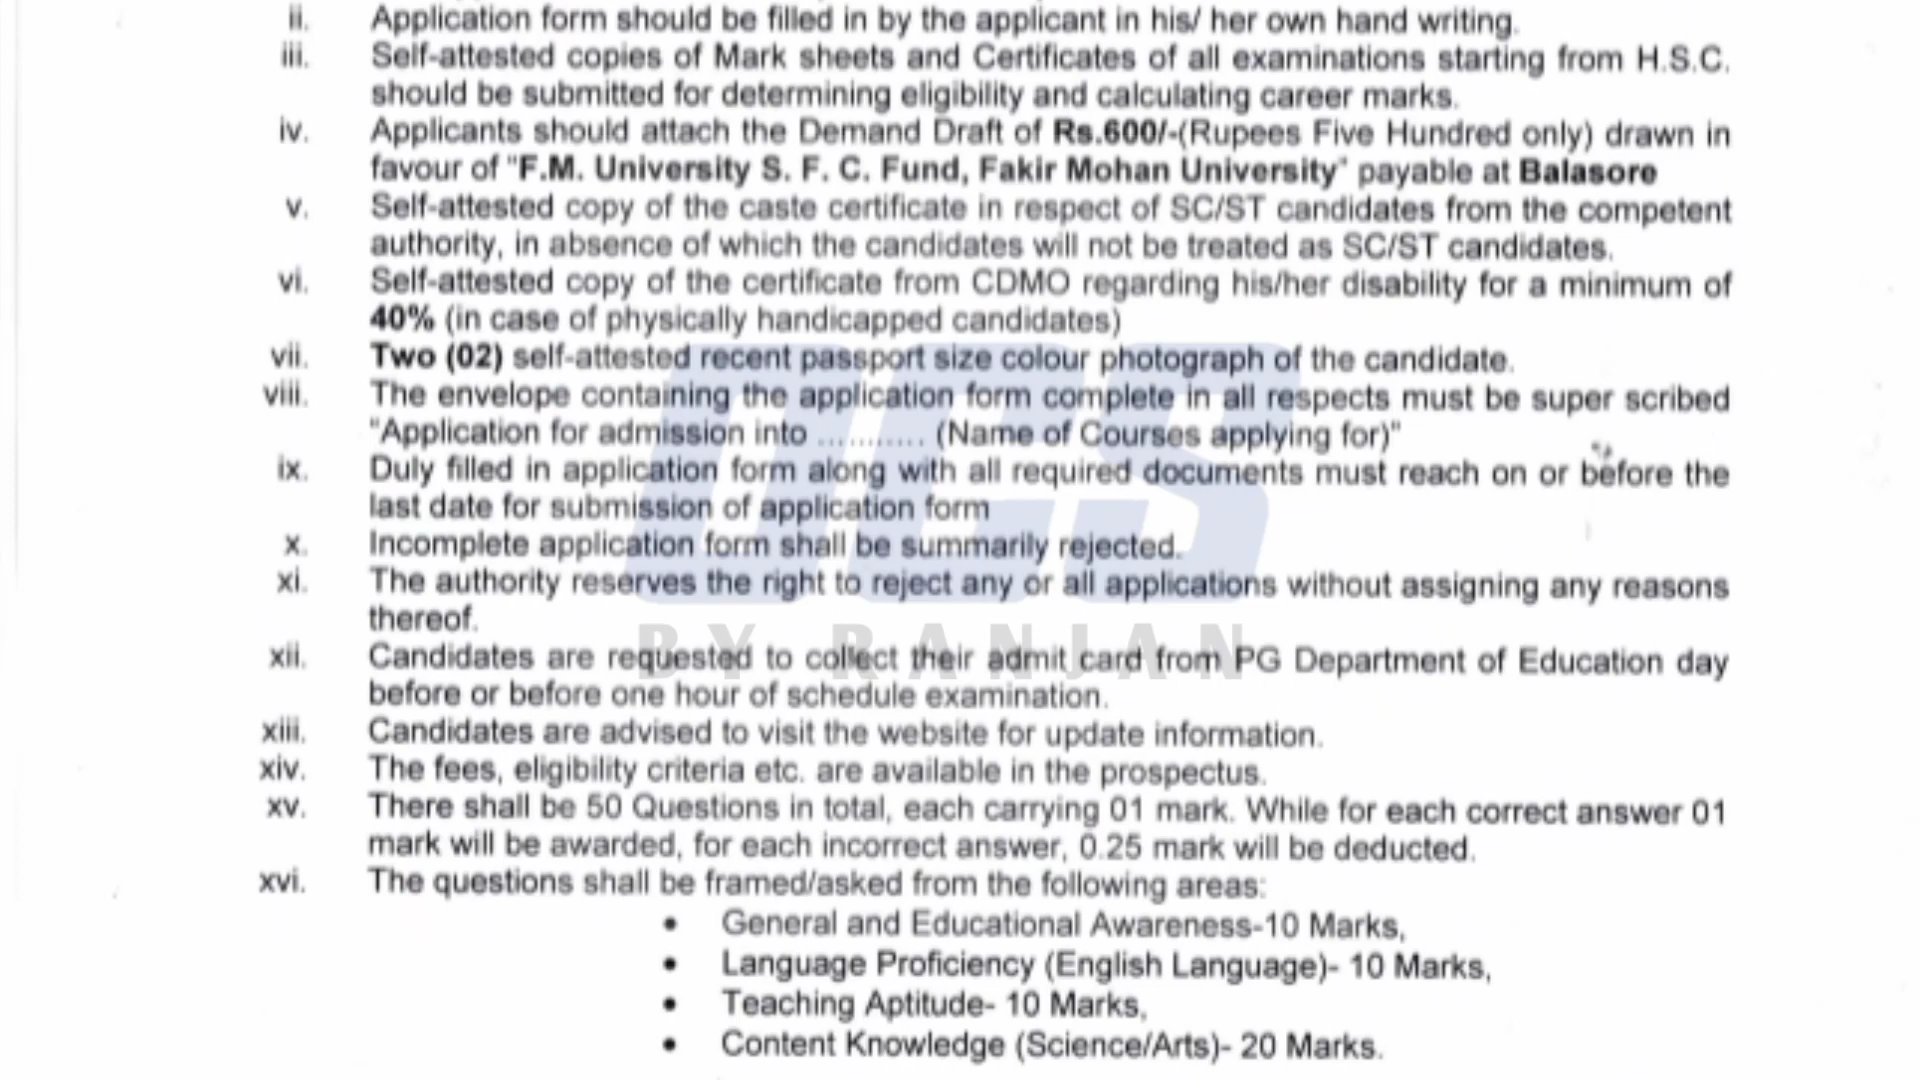 ii. Application form should be filled in by the applicant in his/ her own hand writing.
iii. Self-attested copies of Mark sheets and Certificates of all examinations starting from H.S.C.
should be submitted for determining eligibility and calculating career marks.
iv. Applicants should attach the Demand Draft of Rs.600/-(Rupees Five Hundred only) drawn in
favour of "F.M. University S. F. C. Fund, Fakir Mohan University" payable at Balasore
v. Self-attested copy of the caste certificate in respect of SC/ST candidates from the competent
authority, in absence of which the candidates will not be treated as SC/ST candidates.
vi. Self-attested copy of the certificate from CDMO regarding his/her disability for a minimum of
40% (in case of physically handicapped candidates)
vii. Two (02) self-attested recent passport size colour photograph of the candidate.
viii. The envelope containing the application form complete in all respects must be super scribed
"Application for admission into ........... (Name of Courses applying for)"
ix. Duly filled in application form along with all required documents must reach on or before the
last date for submission of application form
x. Incomplete application form shall be summarily rejected.
xi. The authority reserves the right to reject any or all applications without assigning any reasons
thereof.
xii. Candidates are requested to collect their admit card from PG Department of Education day
before or before one hour of schedule examination.
xiii. Candidates are advised to visit the website for update information.
xiv. The fees, eligibility criteria etc. are available in the prospectus.
xv. There shall be 50 Questions in total, each carrying 01 mark. While for each correct answer 01
mark will be awarded, for each incorrect answer, 0.25 mark will be deducted.
xvi. The questions shall be framed/asked from the following areas:
• General and Educational Awareness-10 Marks,
• Language Proficiency (English Language)- 10 Marks,
• Teaching Aptitude- 10 Marks,
• Content Knowledge (Science/Arts)- 20 Marks.
BY RANJAN